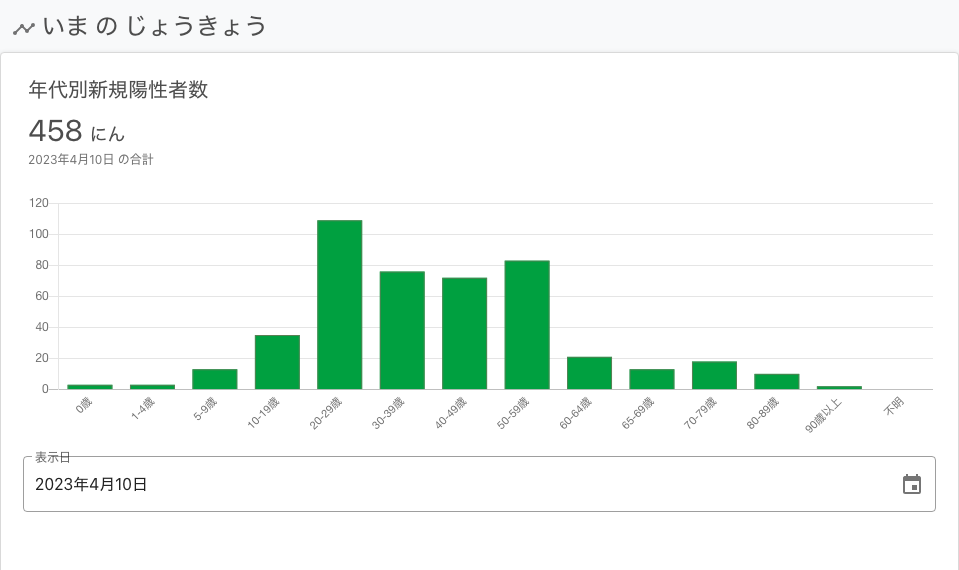 いま の じょうきょう
年代別新規陽性者数
458 にん
2023年4月10日 の合計
120
100
80
60
40
20
0
0歳
1-4歳
5-9歳
10-19歳
20-29歳
30-39歳
40-49歳
50-59歳
60-64歳
65-69歳
70-79歳
80-89歳
90歳以上
不明
表示日
2023年4月10日